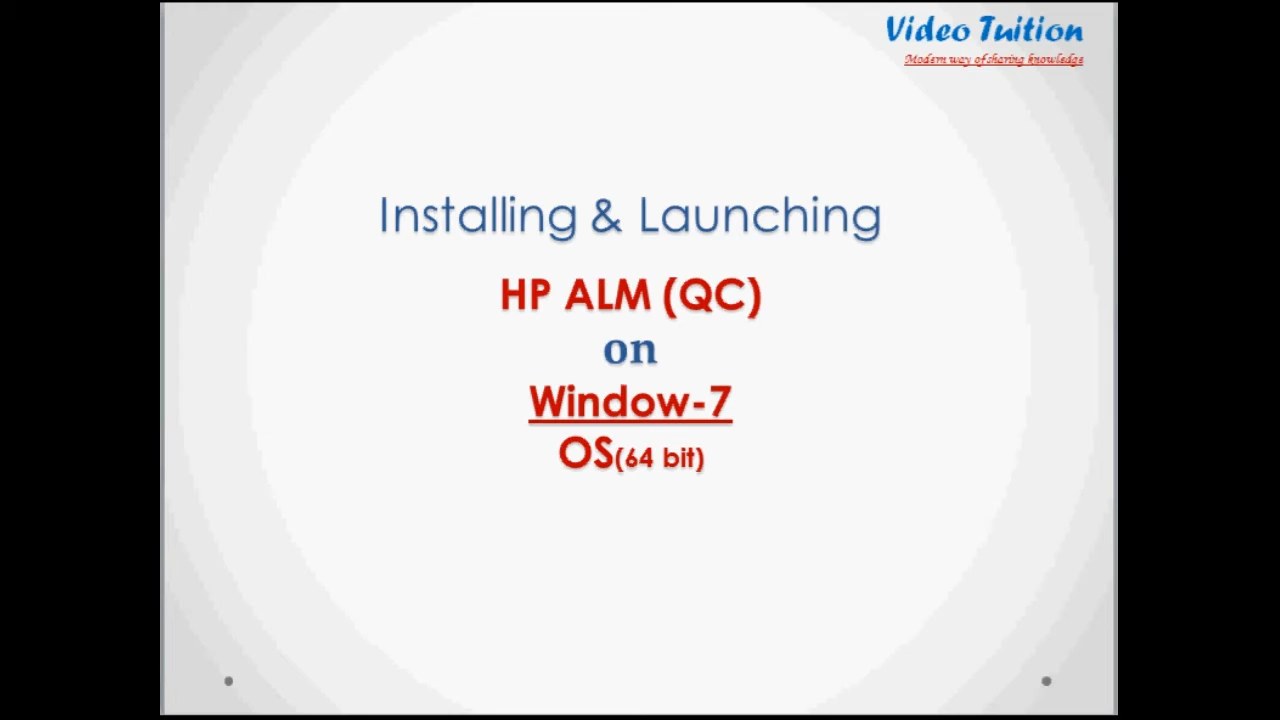 Video Tuition
Modern way of sharing knowledge
Installing & Launching
HP ALM (QC)
on
Window-7
OS(64 bit)